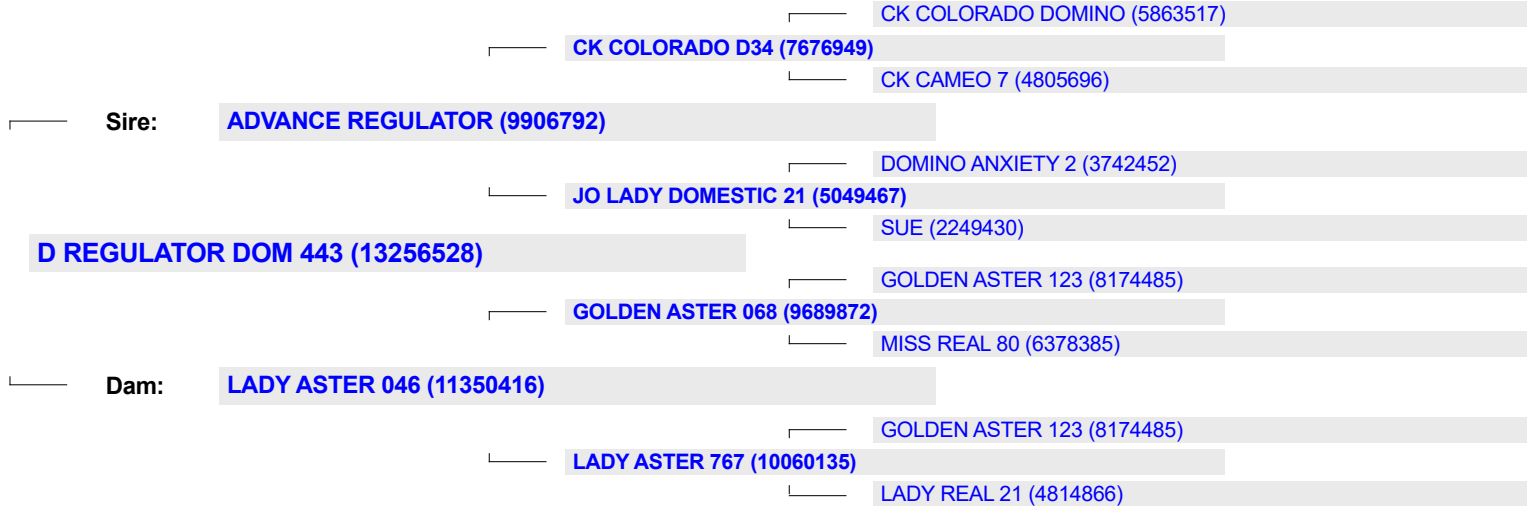 CK COLORADO DOMINO (5863517)
CK COLORADO D34 (7676949)
CK CAMEO 7 (4805696)
Sire: ADVANCE REGULATOR (9906792)
DOMINO ANXIETY 2 (3742452)
JO LADY DOMESTIC 21 (5049467)
SUE (2249430)
D REGULATOR DOM 443 (13256528)
GOLDEN ASTER 123 (8174485)
GOLDEN ASTER 068 (9689872)
MISS REAL 80 (6378385)
Dam: LADY ASTER 046 (11350416)
GOLDEN ASTER 123 (8174485)
LADY ASTER 767 (10060135)
LADY REAL 21 (4814866)